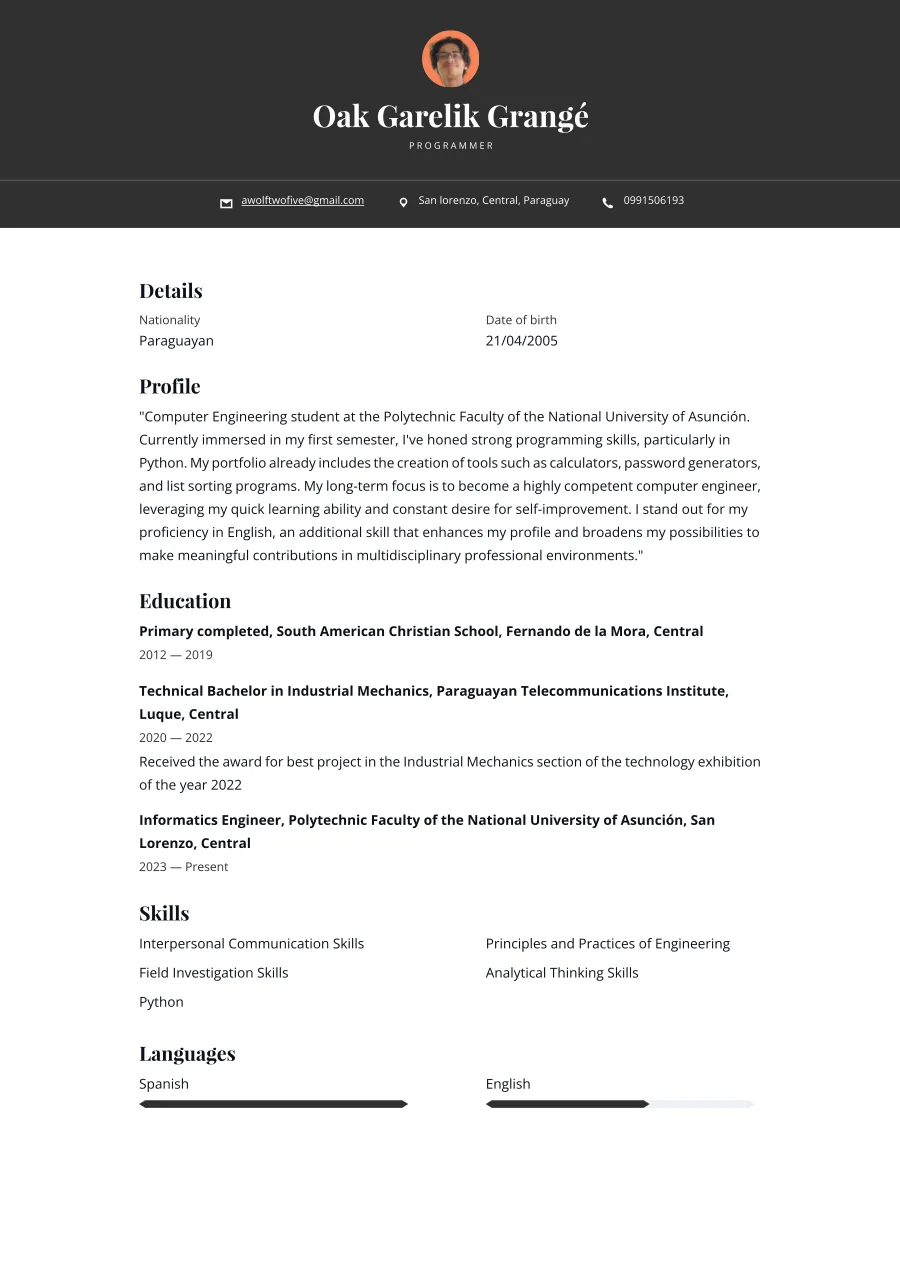 Oak Garelik Grangé
PROGRAMMER
awolftwofive@gmail.com San lorenzo, Central, Paraguay 0991506193
Details
Nationality Date of birth
Paraguayan 21/04/2005
Profile
"Computer Engineering student at the Polytechnic Faculty of the National University of Asunción.
Currently immersed in my first semester, I've honed strong programming skills, particularly in
Python. My portfolio already includes the creation of tools such as calculators, password generators,
and list sorting programs. My long-term focus is to become a highly competent computer engineer,
leveraging my quick learning ability and constant desire for self-improvement. I stand out for my
proficiency in English, an additional skill that enhances my profile and broadens my possibilities to
make meaningful contributions in multidisciplinary professional environments."
Education
Primary completed, South American Christian School, Fernando de la Mora, Central
2012 — 2019
Technical Bachelor in Industrial Mechanics, Paraguayan Telecommunications Institute,
Luque, Central
2020 — 2022
Received the award for best project in the Industrial Mechanics section of the technology exhibition
of the year 2022
Informatics Engineer, Polytechnic Faculty of the National University of Asunción, San
Lorenzo, Central
2023 — Present
Skills
Interpersonal Communication Skills Principles and Practices of Engineering
Field Investigation Skills Analytical Thinking Skills
Python
Languages
Spanish English